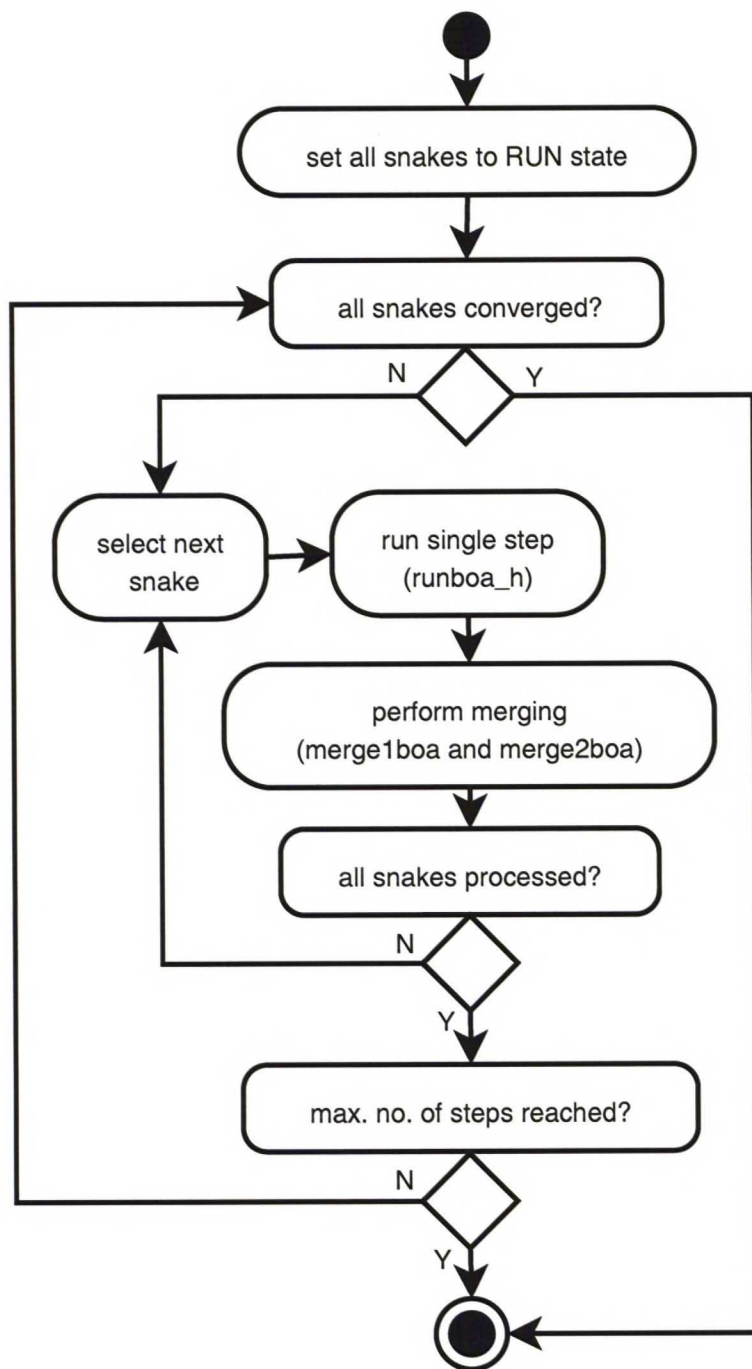 set all snakes to RUN state
all snakes converged?
N
Y
select next
snake
run single step
(runboa_h)
perform merging
(merge1boa and merge2boa)
all snakes processed?
N
Y
max. no. of steps reached?
N
Y